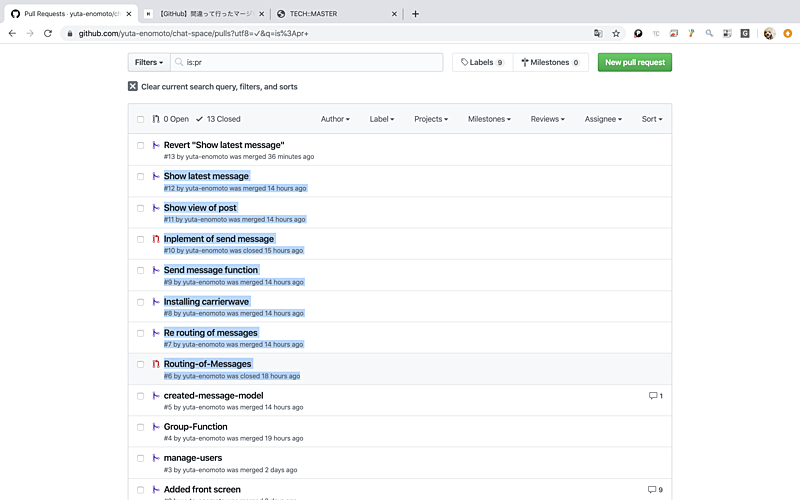 Pull Requests · yuta-enomoto/ch
【GitHub】間違って行ったマージ
TECH::MASTER
github.com/yuta-enomoto/chat-space/pulls?utf8=✓&q=is%3Apr+
Filters
is:pr
Labels 9
Milestones 0
New pull request
Clear current search query, filters, and sorts
0 Open
13 Closed
Author
Label
Projects
Milestones
Reviews
Assignee
Sort
Revert "Show latest message"
#13 by yuta-enomoto was merged 36 minutes ago
Show latest message
#12 by yuta-enomoto was merged 14 hours ago
Show view of post
#11 by yuta-enomoto was merged 14 hours ago
Inplement of send message
#10 by yuta-enomoto was closed 15 hours ago
Send message function
#9 by yuta-enomoto was merged 14 hours ago
Installing carrierwave
#8 by yuta-enomoto was merged 14 hours ago
Re routing of messages
#7 by yuta-enomoto was merged 14 hours ago
Routing-of-Messages
#6 by yuta-enomoto was closed 18 hours ago
created-message-model
1
#5 by yuta-enomoto was merged 14 hours ago
Group-Function
#4 by yuta-enomoto was merged 19 hours ago
manage-users
#3 by yuta-enomoto was merged 2 days ago
Added front screen
9